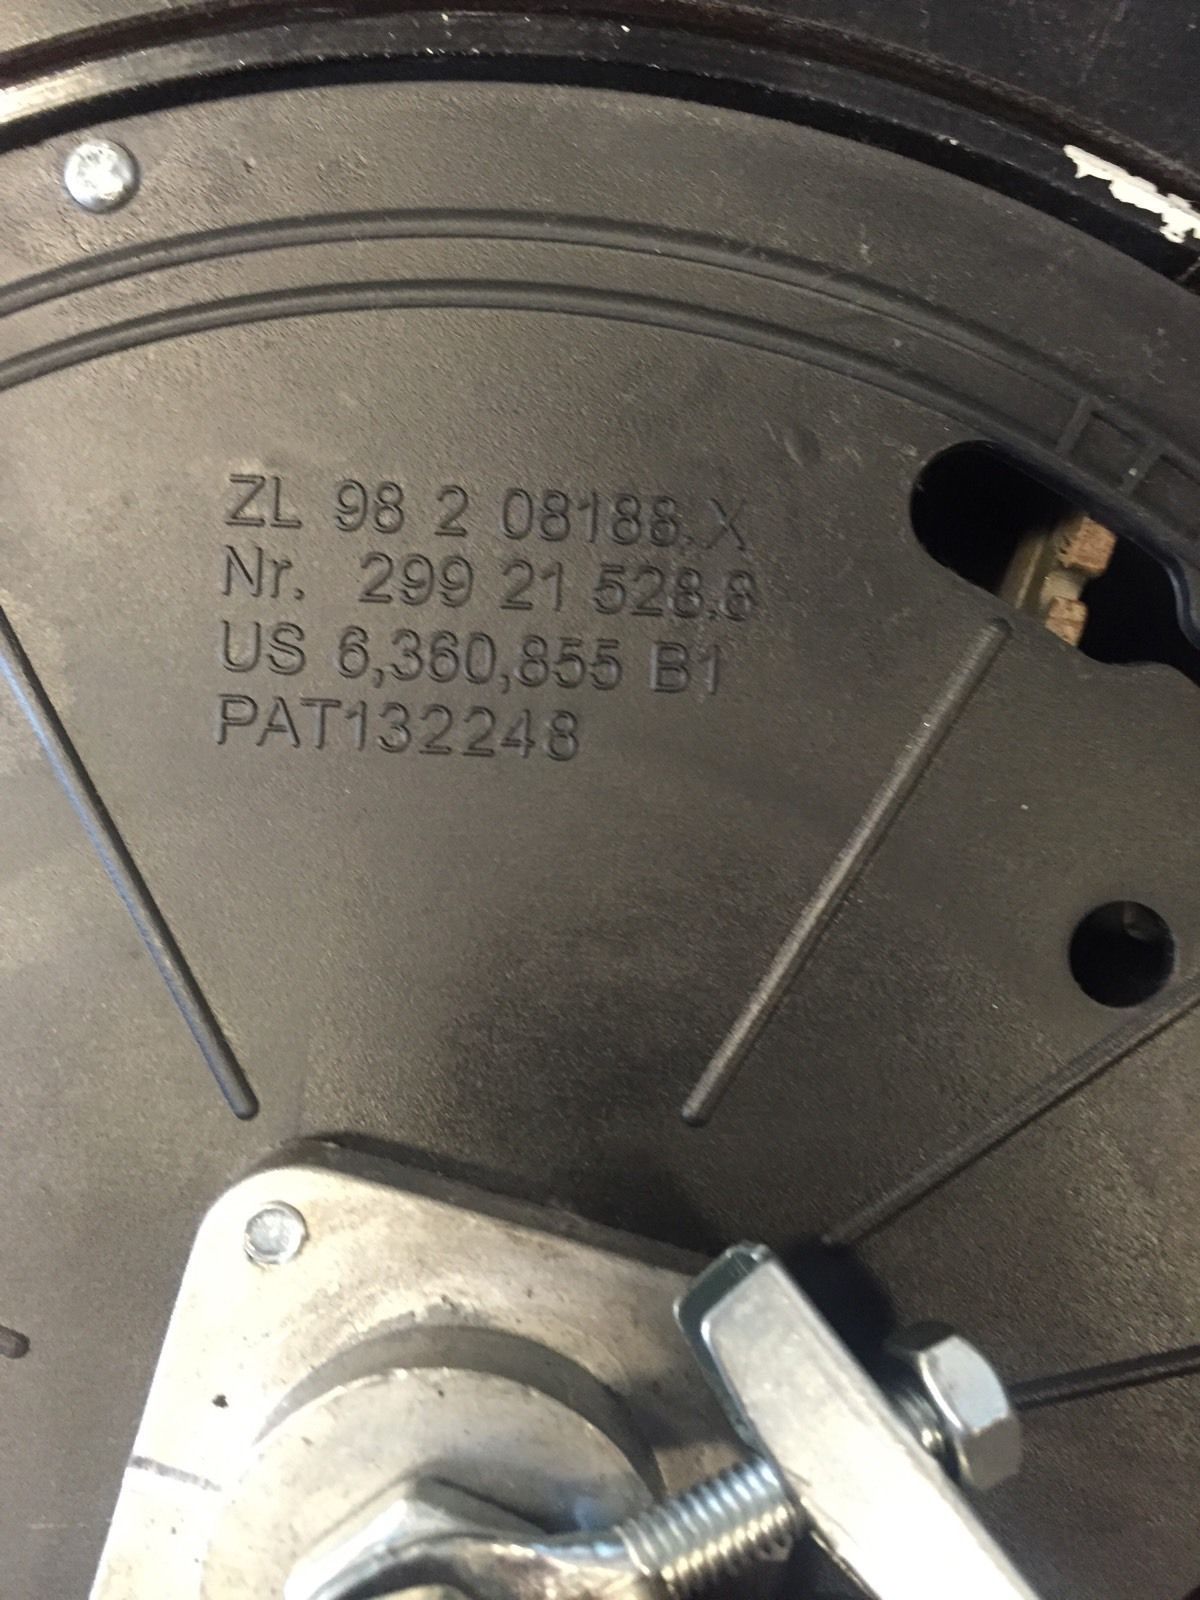 ZL 98 2 08188.X
Nr. 299 21 528.8
US 6,360,855 B1
PAT132248